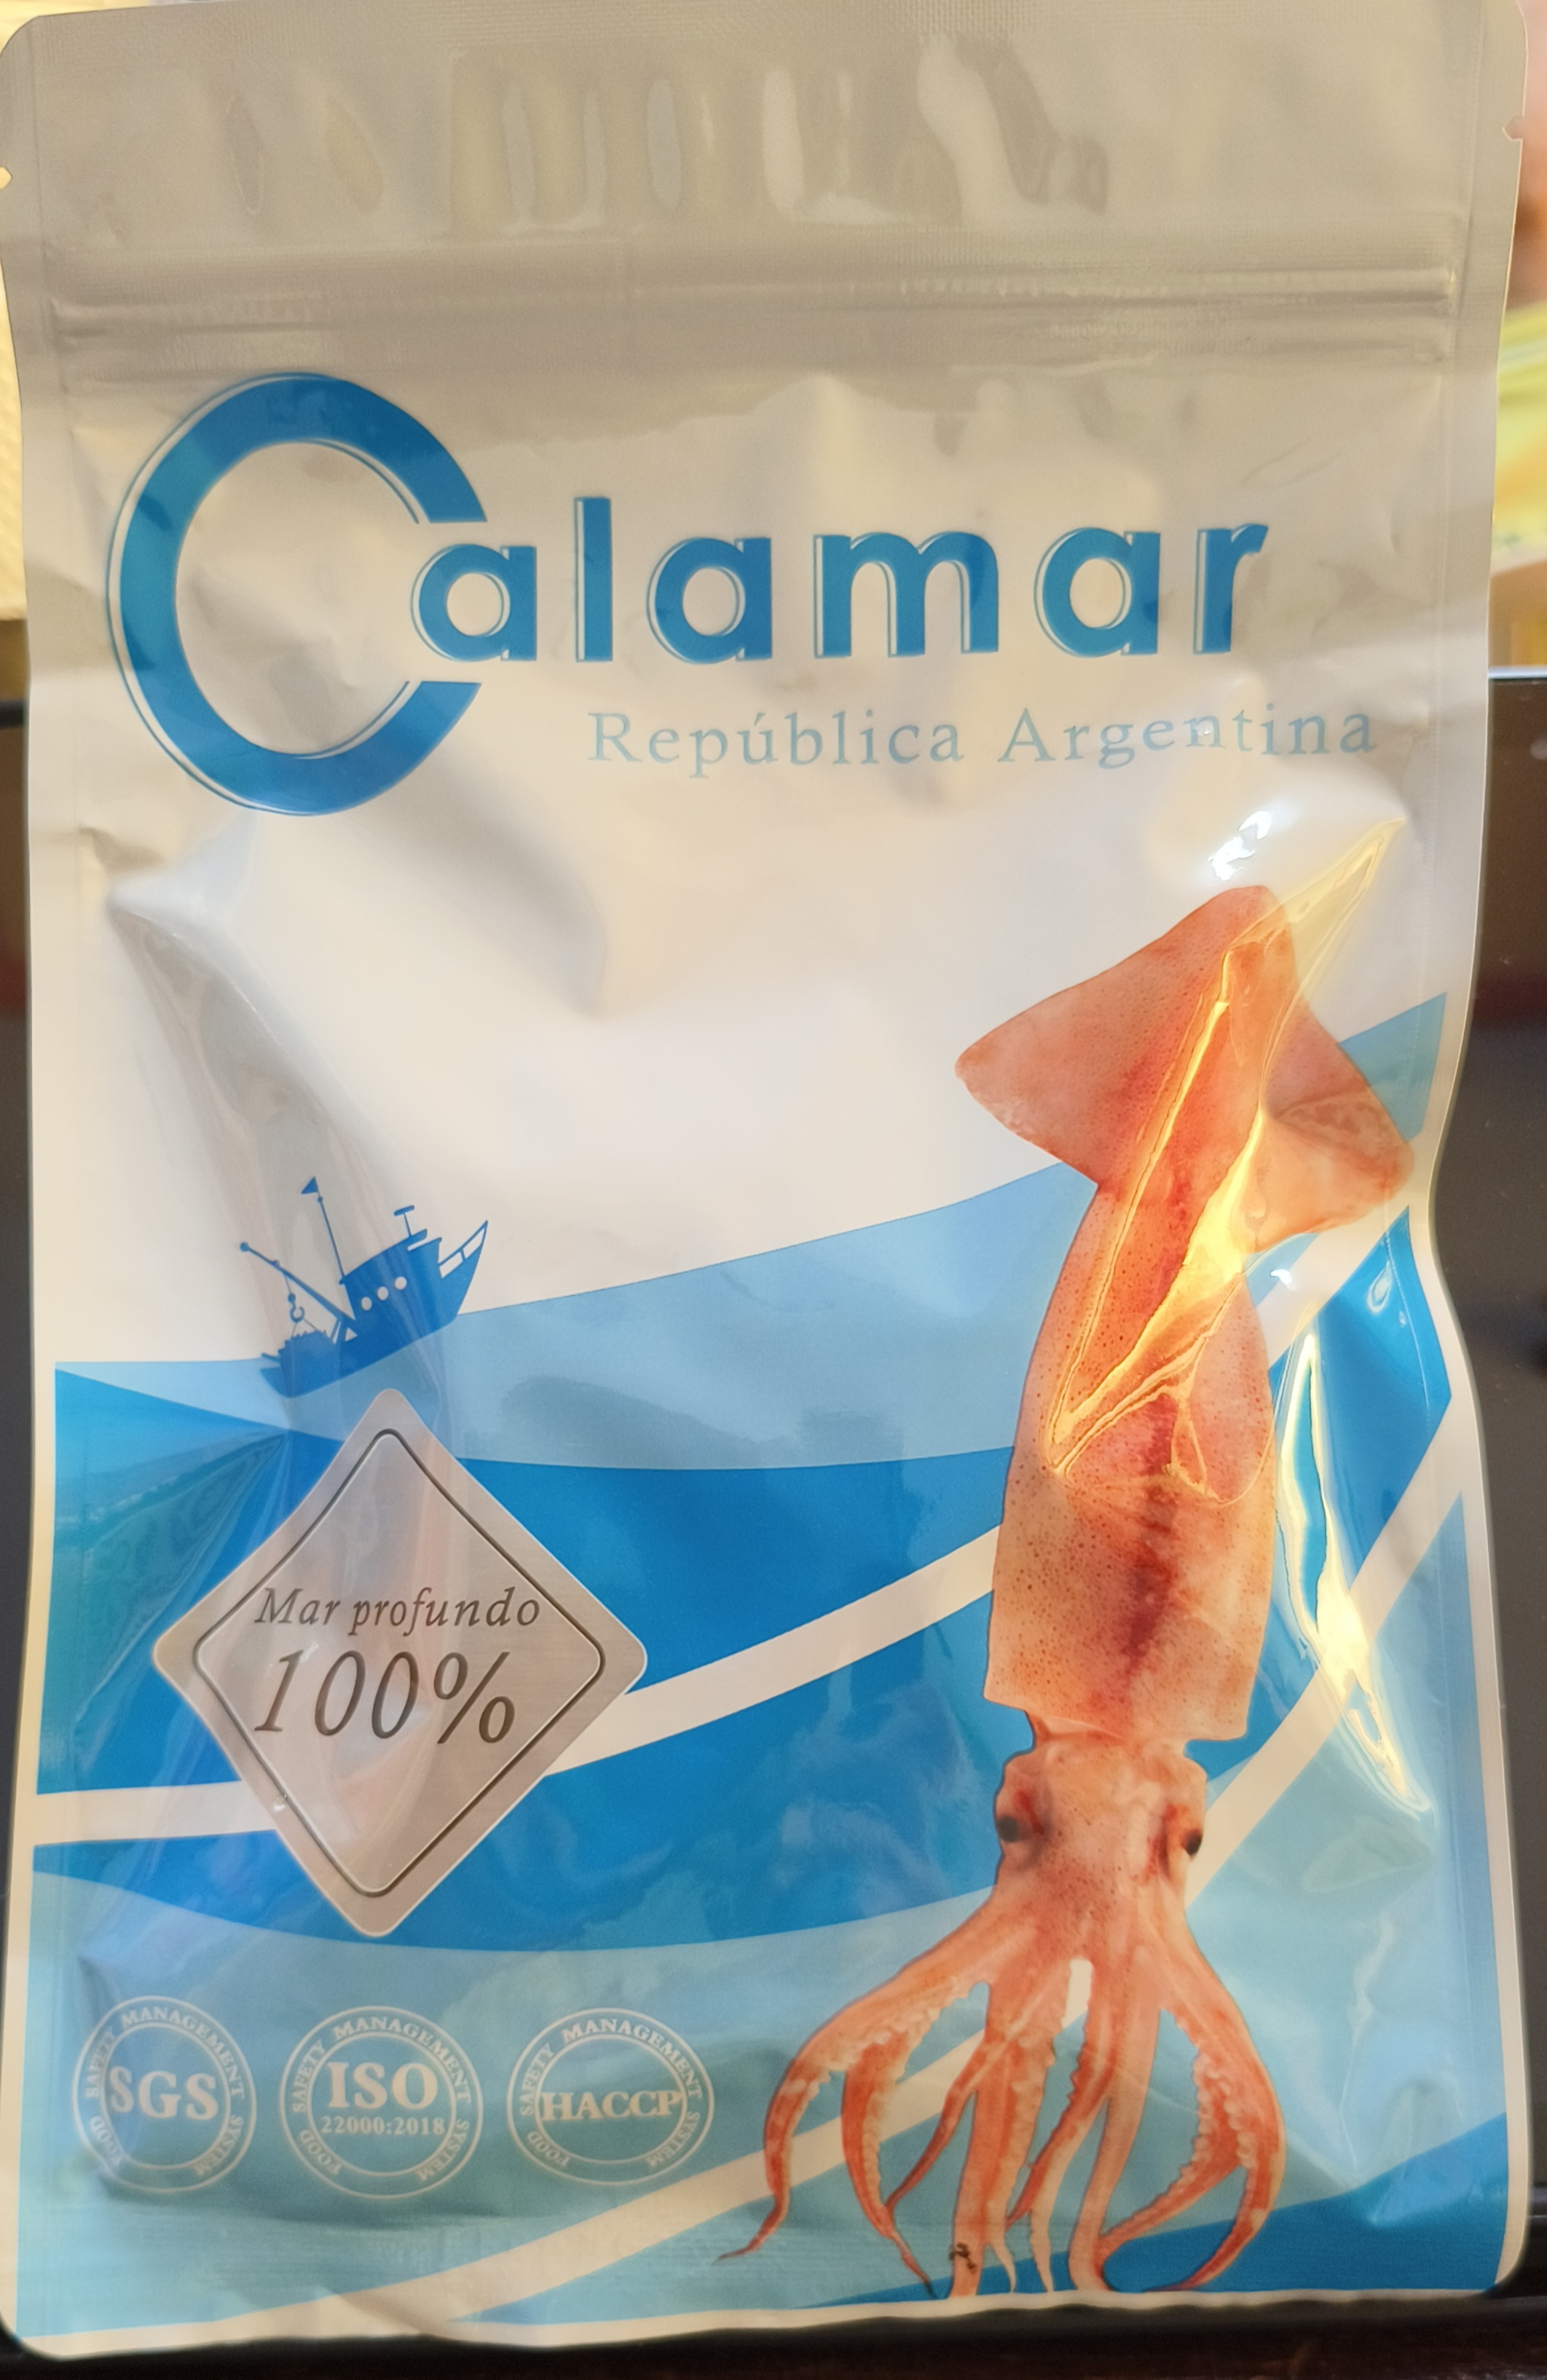 Calamar
República Argentina
Mar profundo
100%
FOOD SAFETY MANAGEMENT SYSTEM
SGS
FOOD SAFETY MANAGEMENT SYSTEM
ISO
22000:2018
FOOD SAFETY MANAGEMENT SYSTEM
HACCP